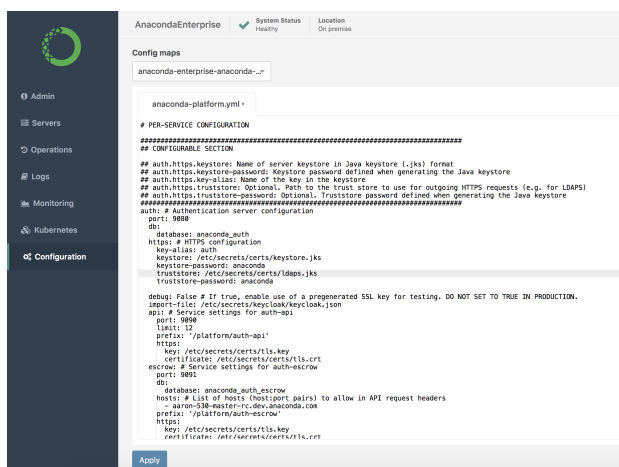 AnacondaEnterprise
System Status
Healthy
Location
On premise
Config maps
anaconda-enterprise-anaconda-...
Admin
Servers
Operations
Logs
Monitoring
Kubernetes
Configuration
anaconda-platform.yml
# PER-SERVICE CONFIGURATION
################################################################################
## CONFIGURABLE SECTION
## auth.https.keystore: Name of server keystore in Java keystore (.jks) format
## auth.https.keystore-password: Keystore password defined when generating the Java keystore
## auth.https.key-alias: Name of the key in the keystore
## auth.https.truststore: Optional. Path to the trust store to use for outgoing HTTPS requests (e.g. for LDAPS)
## auth.https.truststore-password: Optional. Truststore password defined when generating the Java keystore
################################################################################
auth: # Authentication server configuration
port: 9080
db:
database: anaconda_auth
https: # HTTPS configuration
key-alias: auth
keystore: /etc/secrets/certs/keystore.jks
keystore-password: anaconda
truststore: /etc/secrets/certs/ldaps.jks
truststore-password: anaconda
debug: False # If true, enable use of a pregenerated SSL key for testing. DO NOT SET TO TRUE IN PRODUCTION.
import-file: /etc/secrets/keycloak/keycloak.json
api: # Service settings for auth-api
port: 9090
limit: 12
prefix: '/platform/auth-api'
https:
key: /etc/secrets/certs/tls.key
certificate: /etc/secrets/certs/tls.crt
escrow: # Service settings for auth-escrow
port: 9091
db:
database: anaconda_auth_escrow
hosts: # List of hosts (host:port pairs) to allow in API request headers
- aaron-530-master-rc.dev.anaconda.com
prefix: '/platform/auth-escrow'
https:
key: /etc/secrets/certs/tls.key
certificate: /etc/secrets/certs/tls.crt
Apply